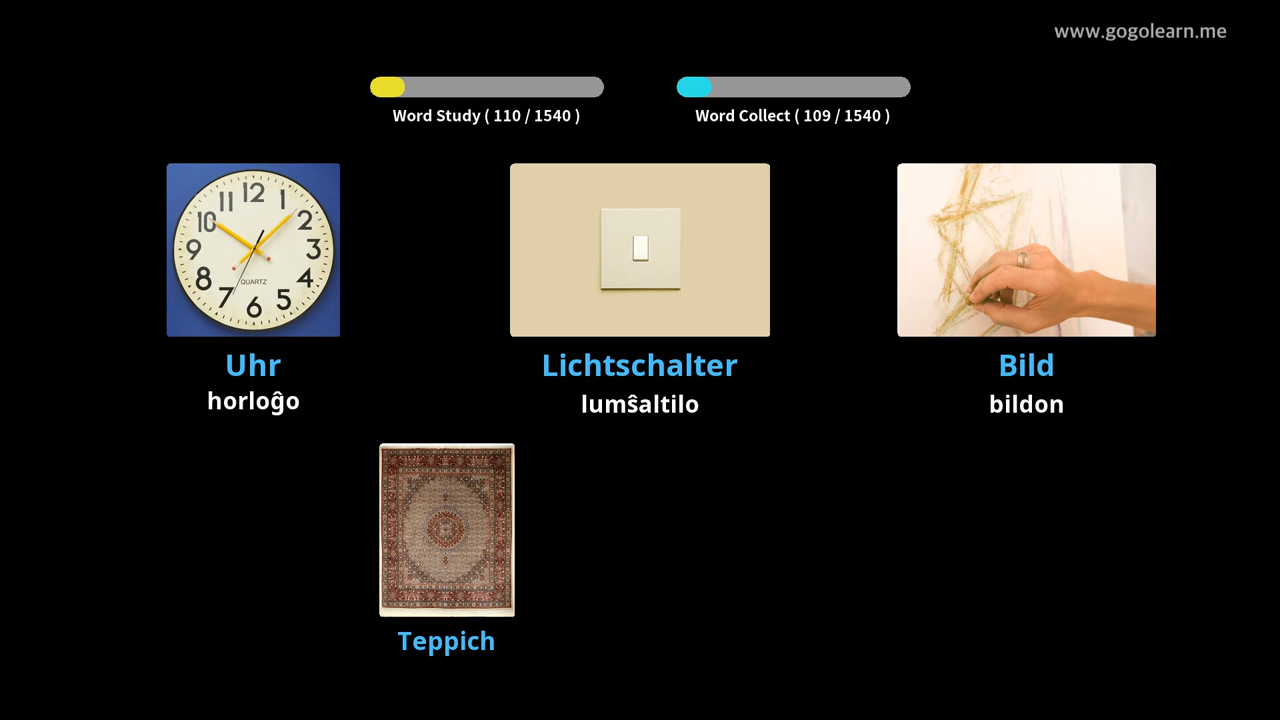 www.gogolearn.me
Word Study ( 110 / 1540 )
Word Collect ( 109 / 1540 )
12
1
2
3
4
5
6
7
8
9
10
11
QUARTZ
Uhr
horloĝo
Lichtschalter
lumŝaltilo
Bild
bildon
Teppich